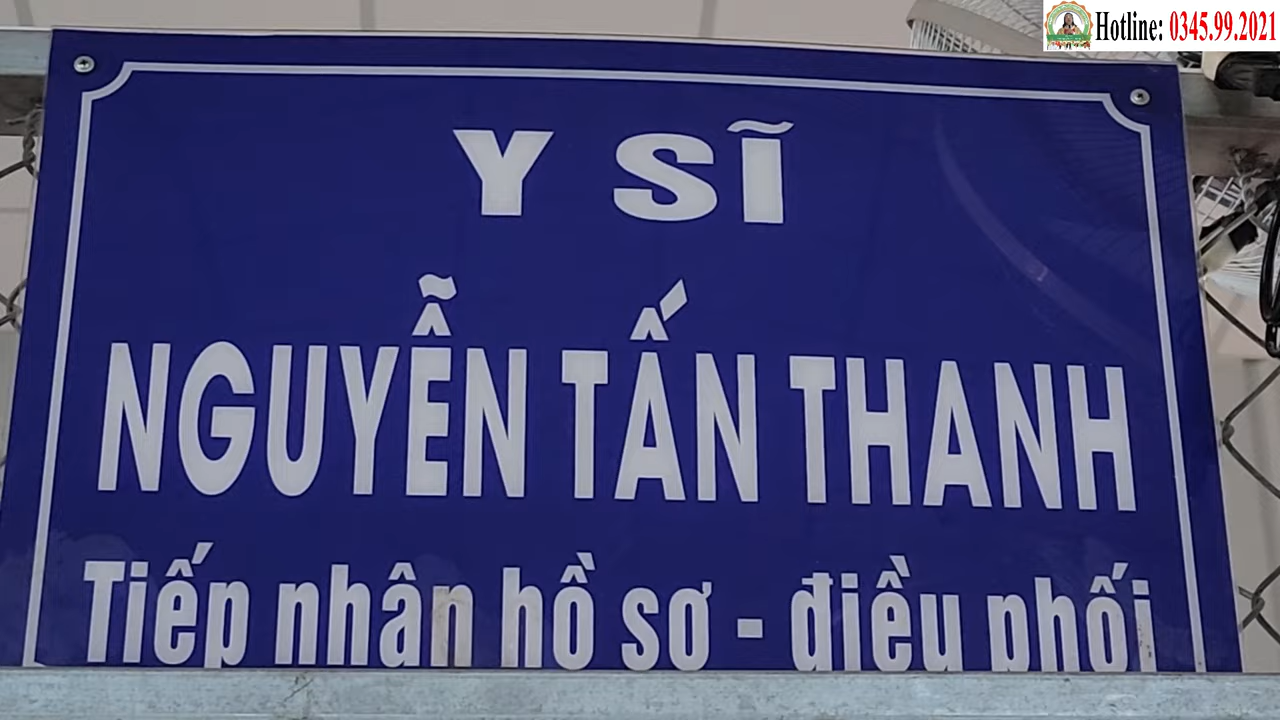 Hotline: 0345.99.2021
Y SĨ
NGUYỄN TẤN THANH
Tiếp nhận hồ sơ - điều phối